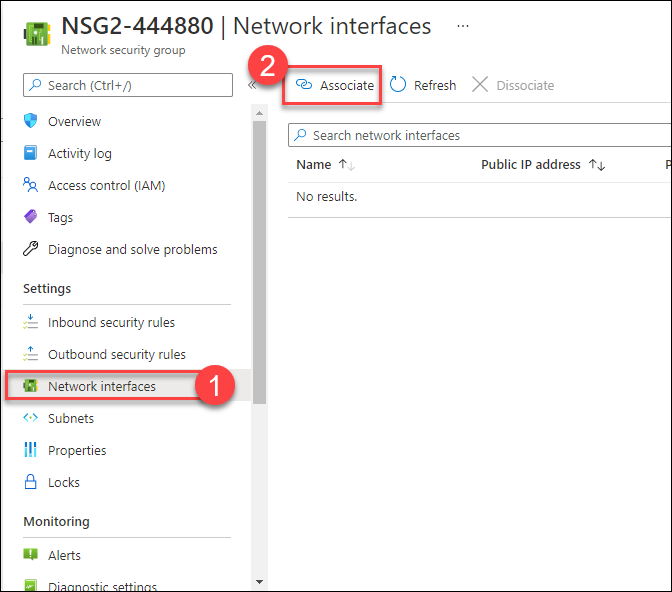 NSG2-444880 | Network interfaces ...
Network security group
2
Search (Ctrl+/)
«
Associate
Refresh
Dissociate
Overview
Activity log
Access control (IAM)
Tags
Diagnose and solve problems
Search network interfaces
Name ↑↓
Public IP address ↑↓
P
No results.
Settings
Inbound security rules
Outbound security rules
Network interfaces
1
Subnets
Properties
Locks
Monitoring
Alerts
Diagnostic settings